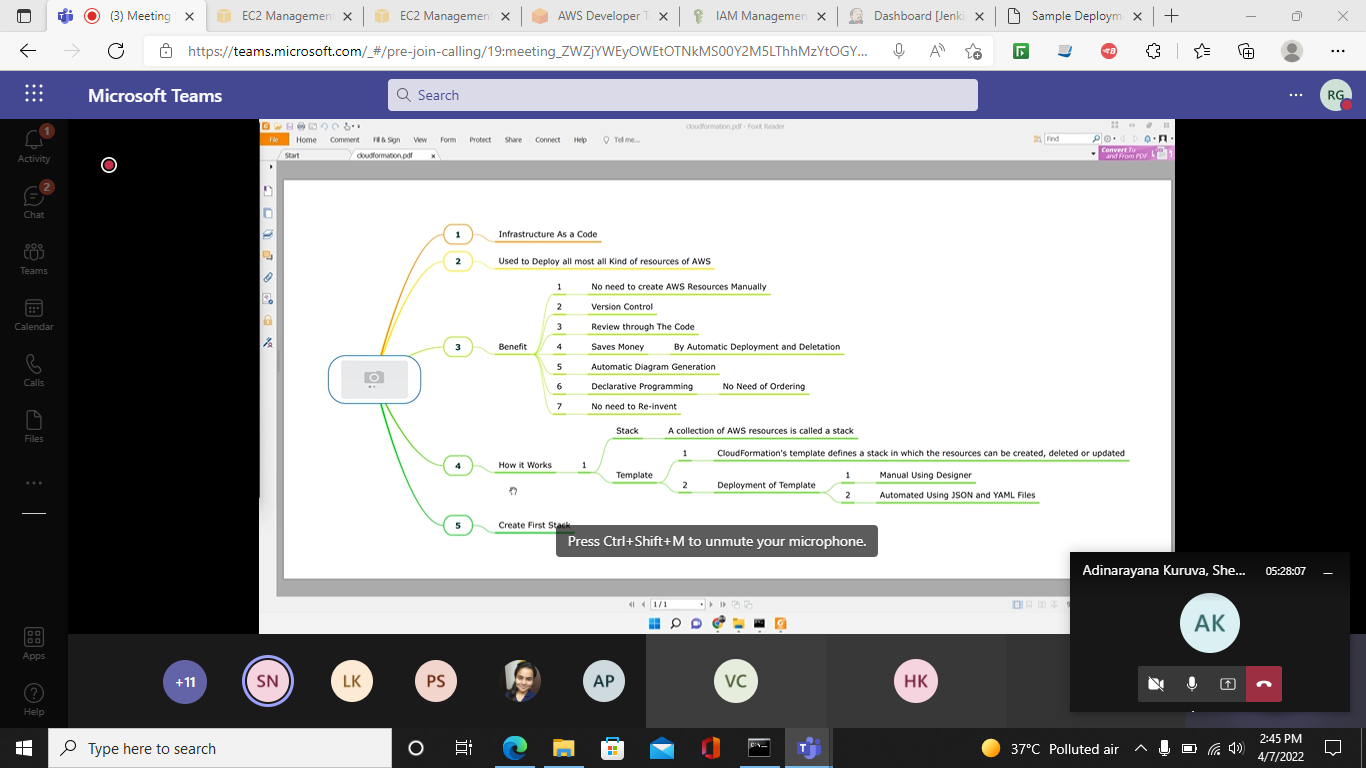 (3) Meeting
EC2 Managemen
EC2 Managemen
AWS Developer T
IAM Managemen
Dashboard [Jenki
Sample Deploym
https://teams.microsoft.com/_#/pre-join-calling/19:meeting_ZWZjYWEyOWEtOTNkMS00Y2M5LThhMzYtOGY...
Microsoft Teams
Search
RG
Activity
1
Chat
2
Teams
Calendar
Calls
Files
Apps
Help
cloudformation.pdf - Foxit Reader
File Home Comment Fill & Sign View Form Protect Share Connect Help Tell me...
Find
Start
cloudformation.pdf
Convert To
and From PDF
1 Infrastructure As a Code
2 Used to Deploy all most all Kind of resources of AWS
3 Benefit
1 No need to create AWS Resources Manually
2 Version Control
3 Review through The Code
4 Saves Money By Automatic Deployment and Deletation
5 Automatic Diagram Generation
6 Declarative Programming No Need of Ordering
7 No need to Re-invent
4 How it Works 1
Stack A collection of AWS resources is called a stack
Template
1 CloudFormation's template defines a stack in which the resources can be created, deleted or updated
2 Deployment of Template
1 Manual Using Designer
2 Automated Using JSON and YAML Files
5 Create First Stack
Press Ctrl+Shift+M to unmute your microphone.
1 / 1
Adinarayana Kuruva, She...
05:28:07
AK
+11
SN
LK
PS
AP
VC
HK
Type here to search
37°C Polluted air
2:45 PM
4/7/2022